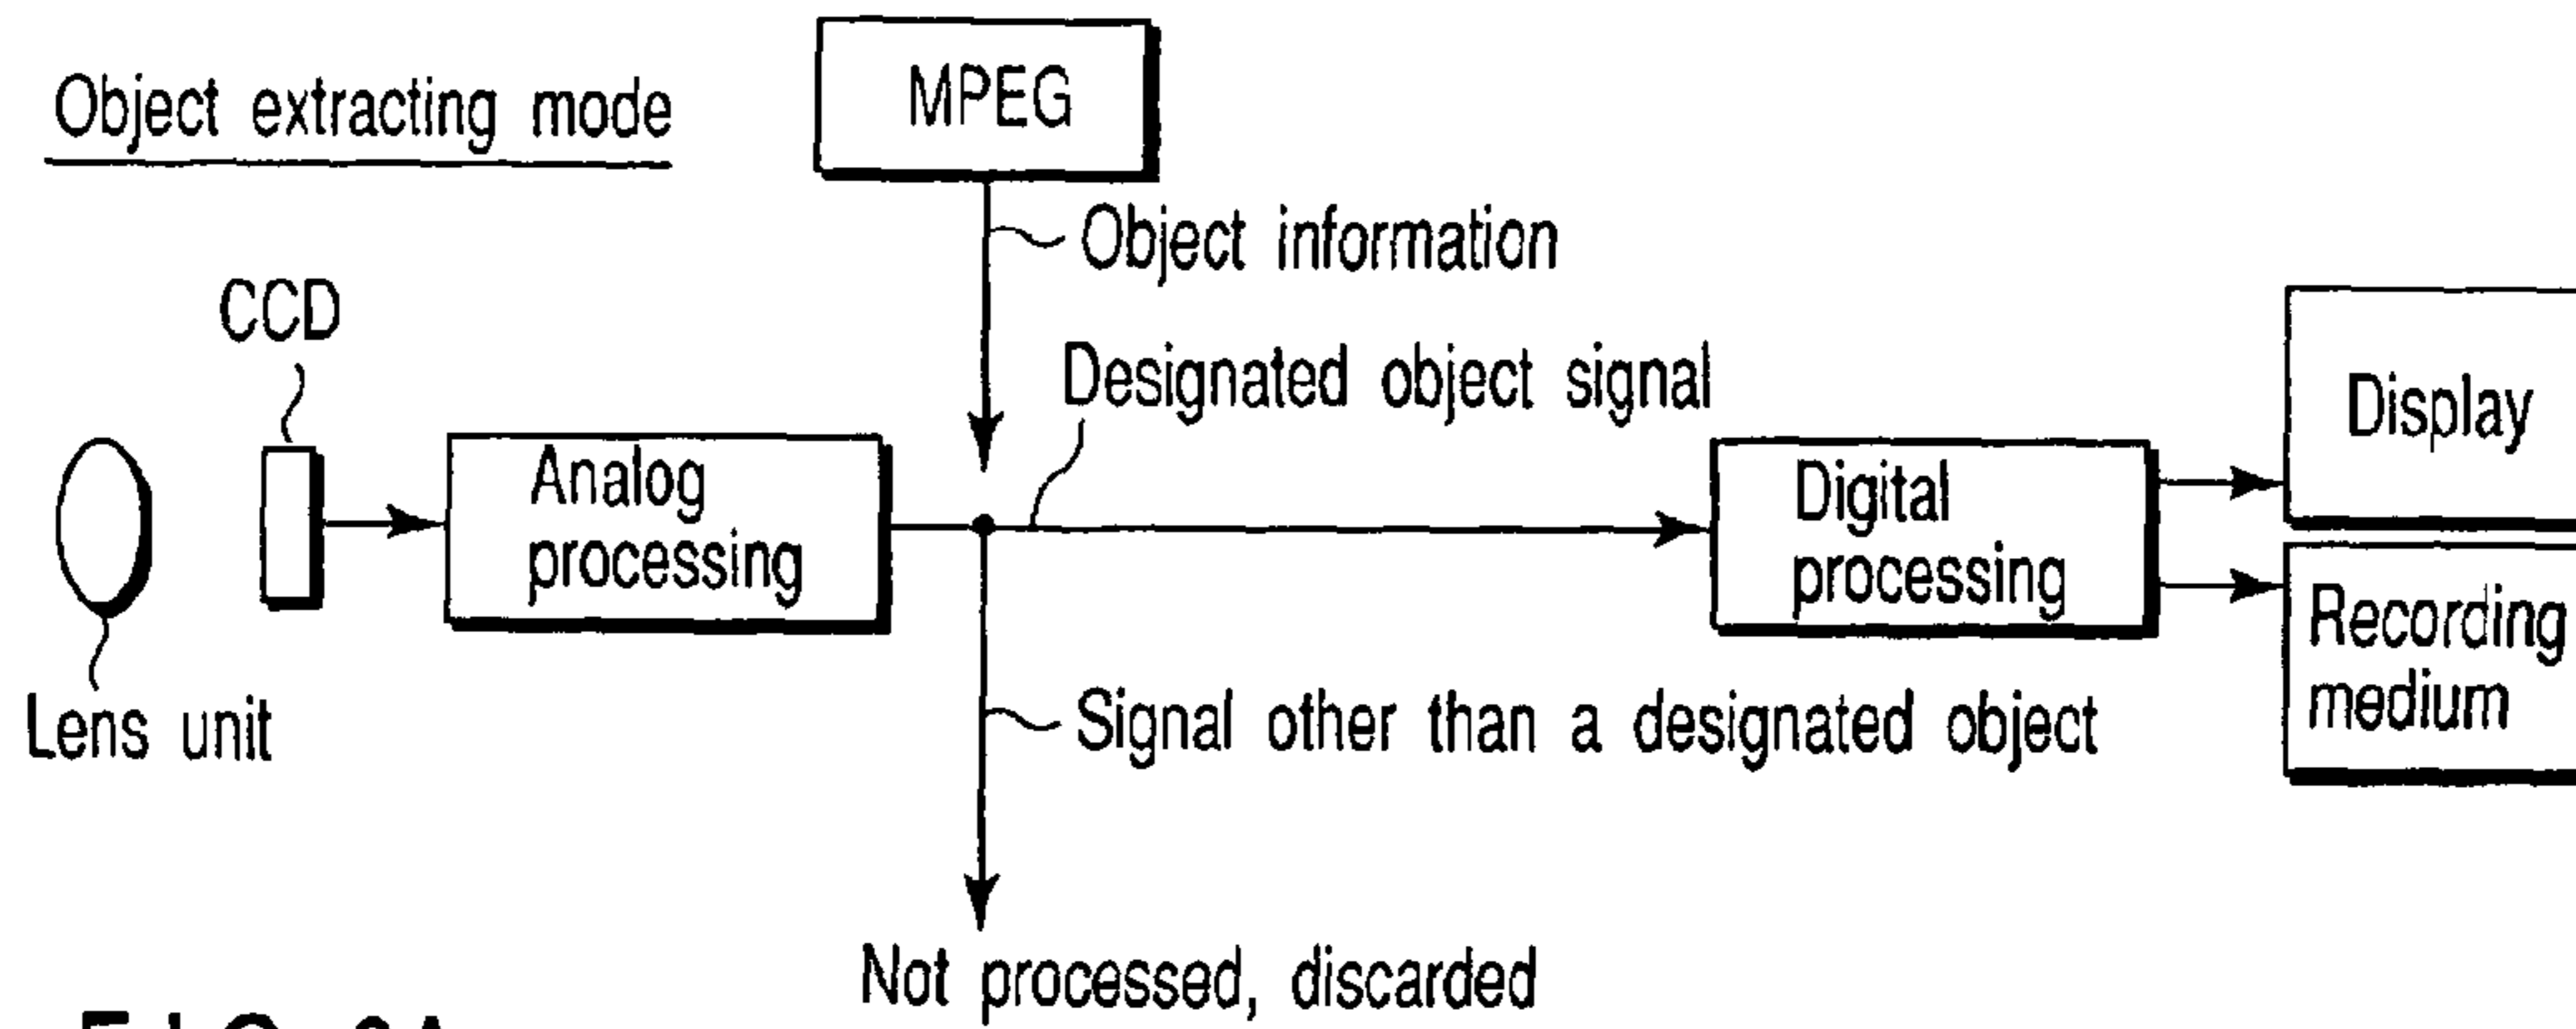 Object extracting mode
MPEG
Object information
CCD
Designated object signal
Analog
processing
Digital
processing
Display
Recording
medium
Lens unit
Signal other than a designated object
Not processed, discarded